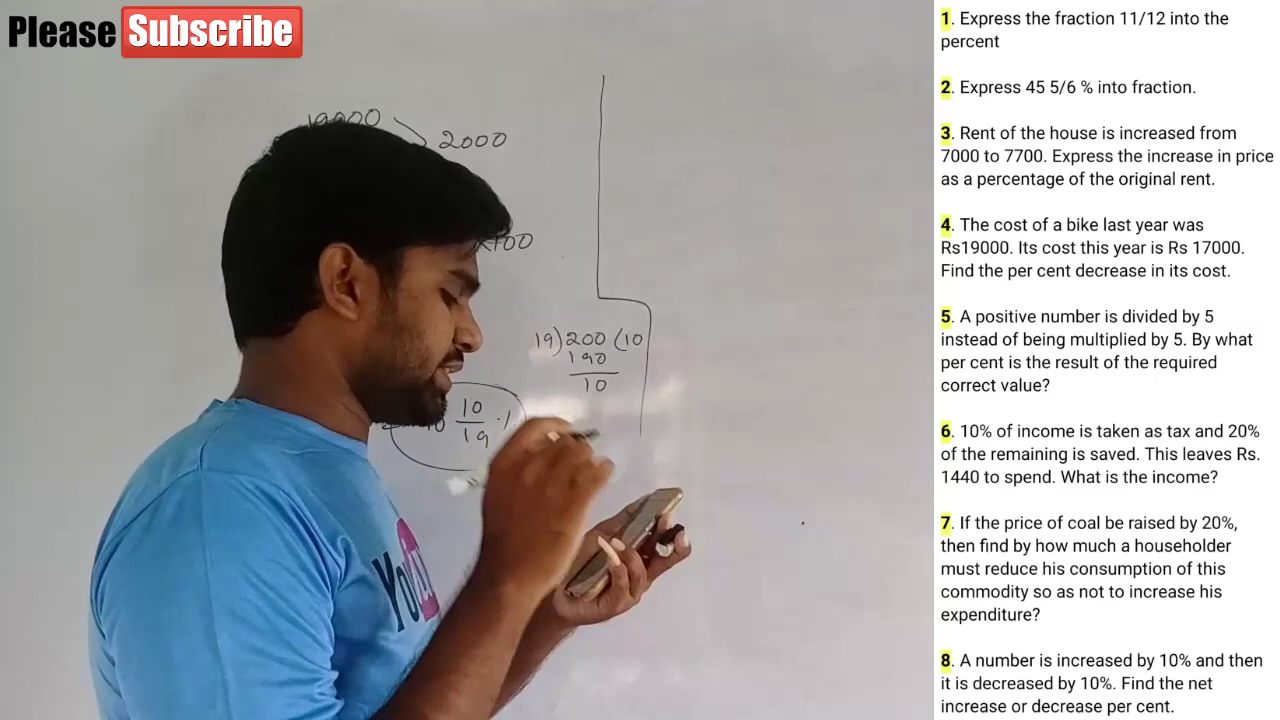 Please Subscribe
19000
2000
×100
19)200(10
190
10
10 10/19 %
You
1. Express the fraction 11/12 into the
percent
2. Express 45 5/6 % into fraction.
3. Rent of the house is increased from
7000 to 7700. Express the increase in price
as a percentage of the original rent.
4. The cost of a bike last year was
Rs19000. Its cost this year is Rs 17000.
Find the per cent decrease in its cost.
5. A positive number is divided by 5
instead of being multiplied by 5. By what
per cent is the result of the required
correct value?
6. 10% of income is taken as tax and 20%
of the remaining is saved. This leaves Rs.
1440 to spend. What is the income?
7. If the price of coal be raised by 20%,
then find by how much a householder
must reduce his consumption of this
commodity so as not to increase his
expenditure?
8. A number is increased by 10% and then
it is decreased by 10%. Find the net
increase or decrease per cent.